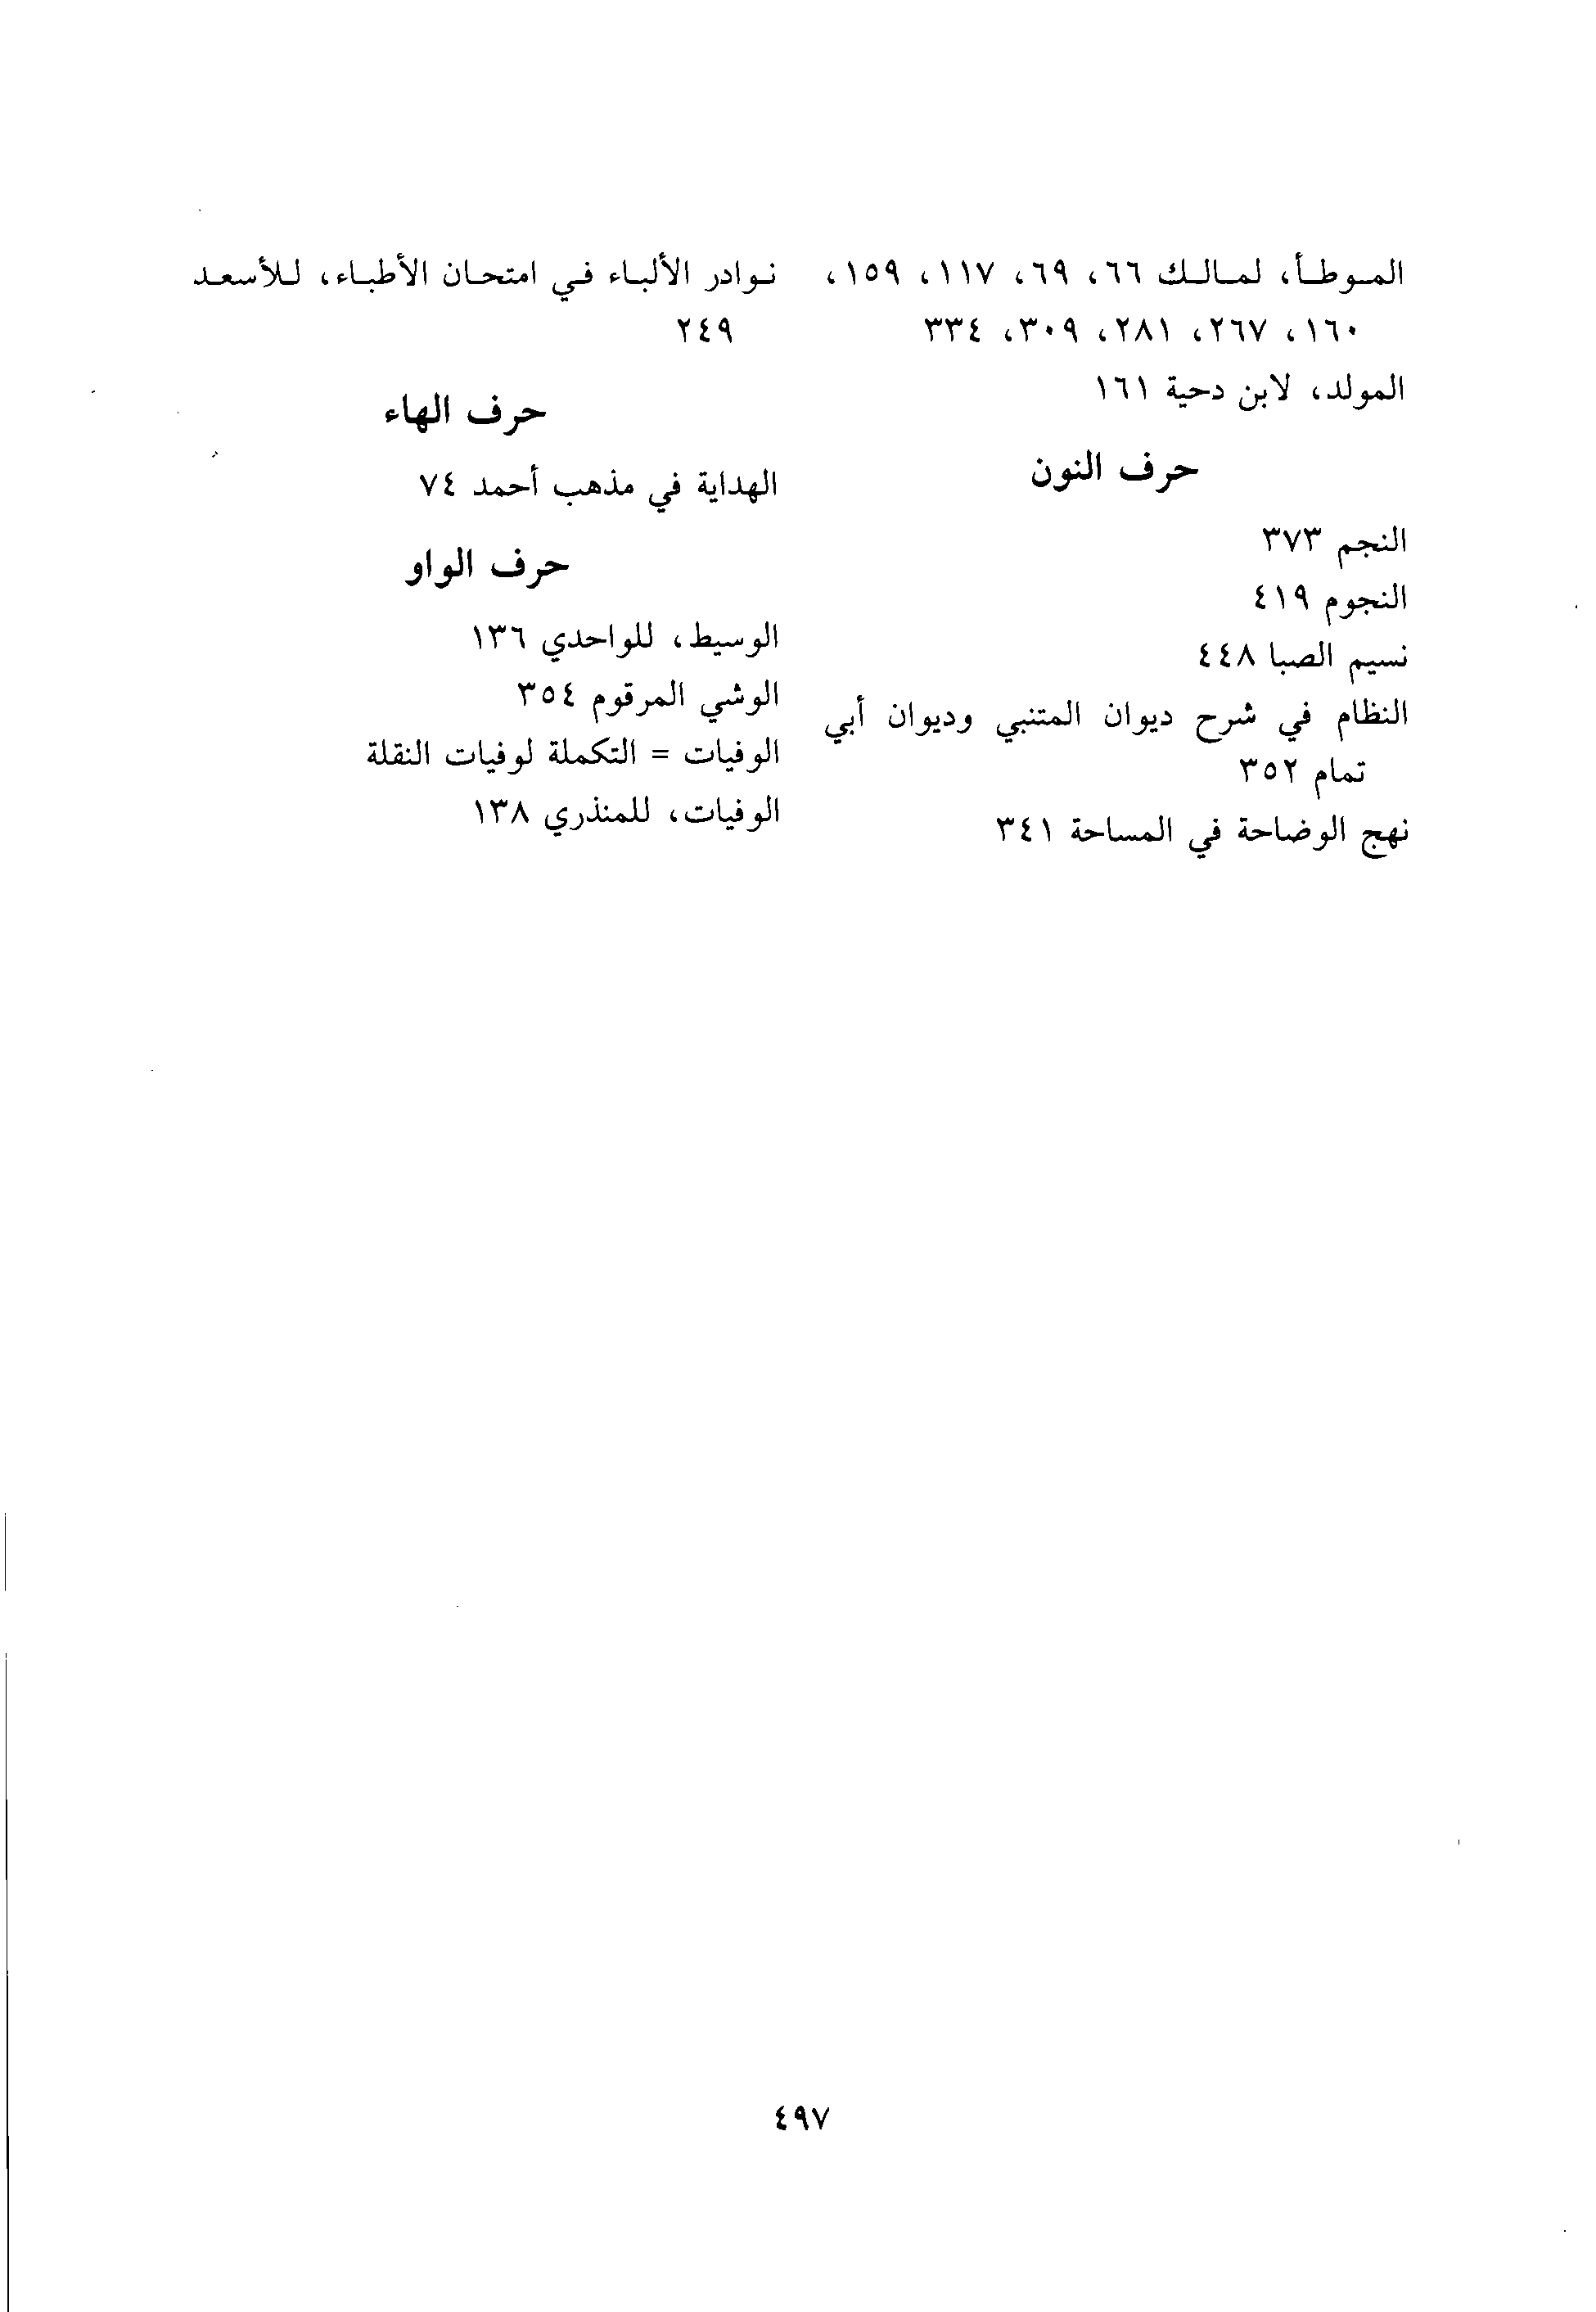 الموطأ، لمالك ٦٦، ٦٩، ١١٧، ١٥٩،
١٦٠، ٢٦٧، ٢٨١، ٣٠٩، ٣٣٤
المولد، لابن دحية ١٦١
حرف النون
النجم ٣٧٣
النجوم ٤١٩
نسيم الصبا ٤٤٨
النظام في شرح ديوان المتنبي وديوان أبي
تمام ٣٥٢
نهج الوضاحة في المساحة ٣٤١
نوادر الألباء في امتحان الأطباء، للأسعد
٢٤٩
حرف الهاء
الهداية في مذهب أحمد ٧٤
حرف الواو
الوسيط، للواحدي ١٣٦
الوشي المرقوم ٣٥٤
الوفيات = التكملة لوفيات النقلة
الوفيات، للمنذري ١٣٨
٤٩٧